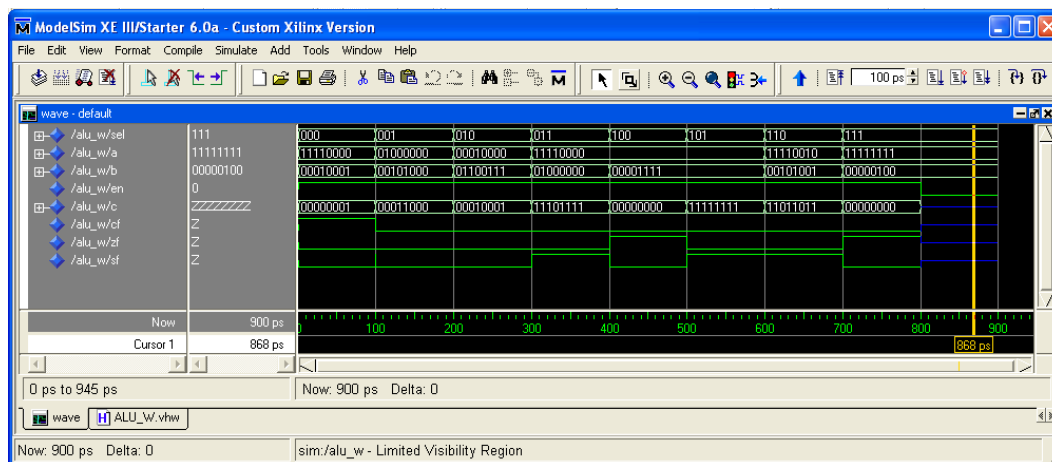 ModelSim XE III/Starter 6.0a - Custom Xilinx Version
File Edit View Format Compile Simulate Add Tools Window Help
100 ps
wave - default
/alu_w/sel 111 000 001 010 011 100 101 110 111
/alu_w/a 11111111 11110000 01000000 00010000 11110000 11110010 11111111
/alu_w/b 00000100 00010001 00101000 01100111 01000000 00001111 00101001 00000100
/alu_w/en 0
/alu_w/c ZZZZZZZZ 00000001 00011000 00010001 11101111 00000000 11111111 11011011 00000000
/alu_w/cf Z
/alu_w/zf Z
/alu_w/sf Z
Now 900 ps 100 200 300 400 500 600 700 800 900
Cursor 1 868 ps 868 ps
0 ps to 945 ps Now: 900 ps Delta: 0
wave ALU_W.vhw
Now: 900 ps Delta: 0 sim:/alu_w - Limited Visibility Region